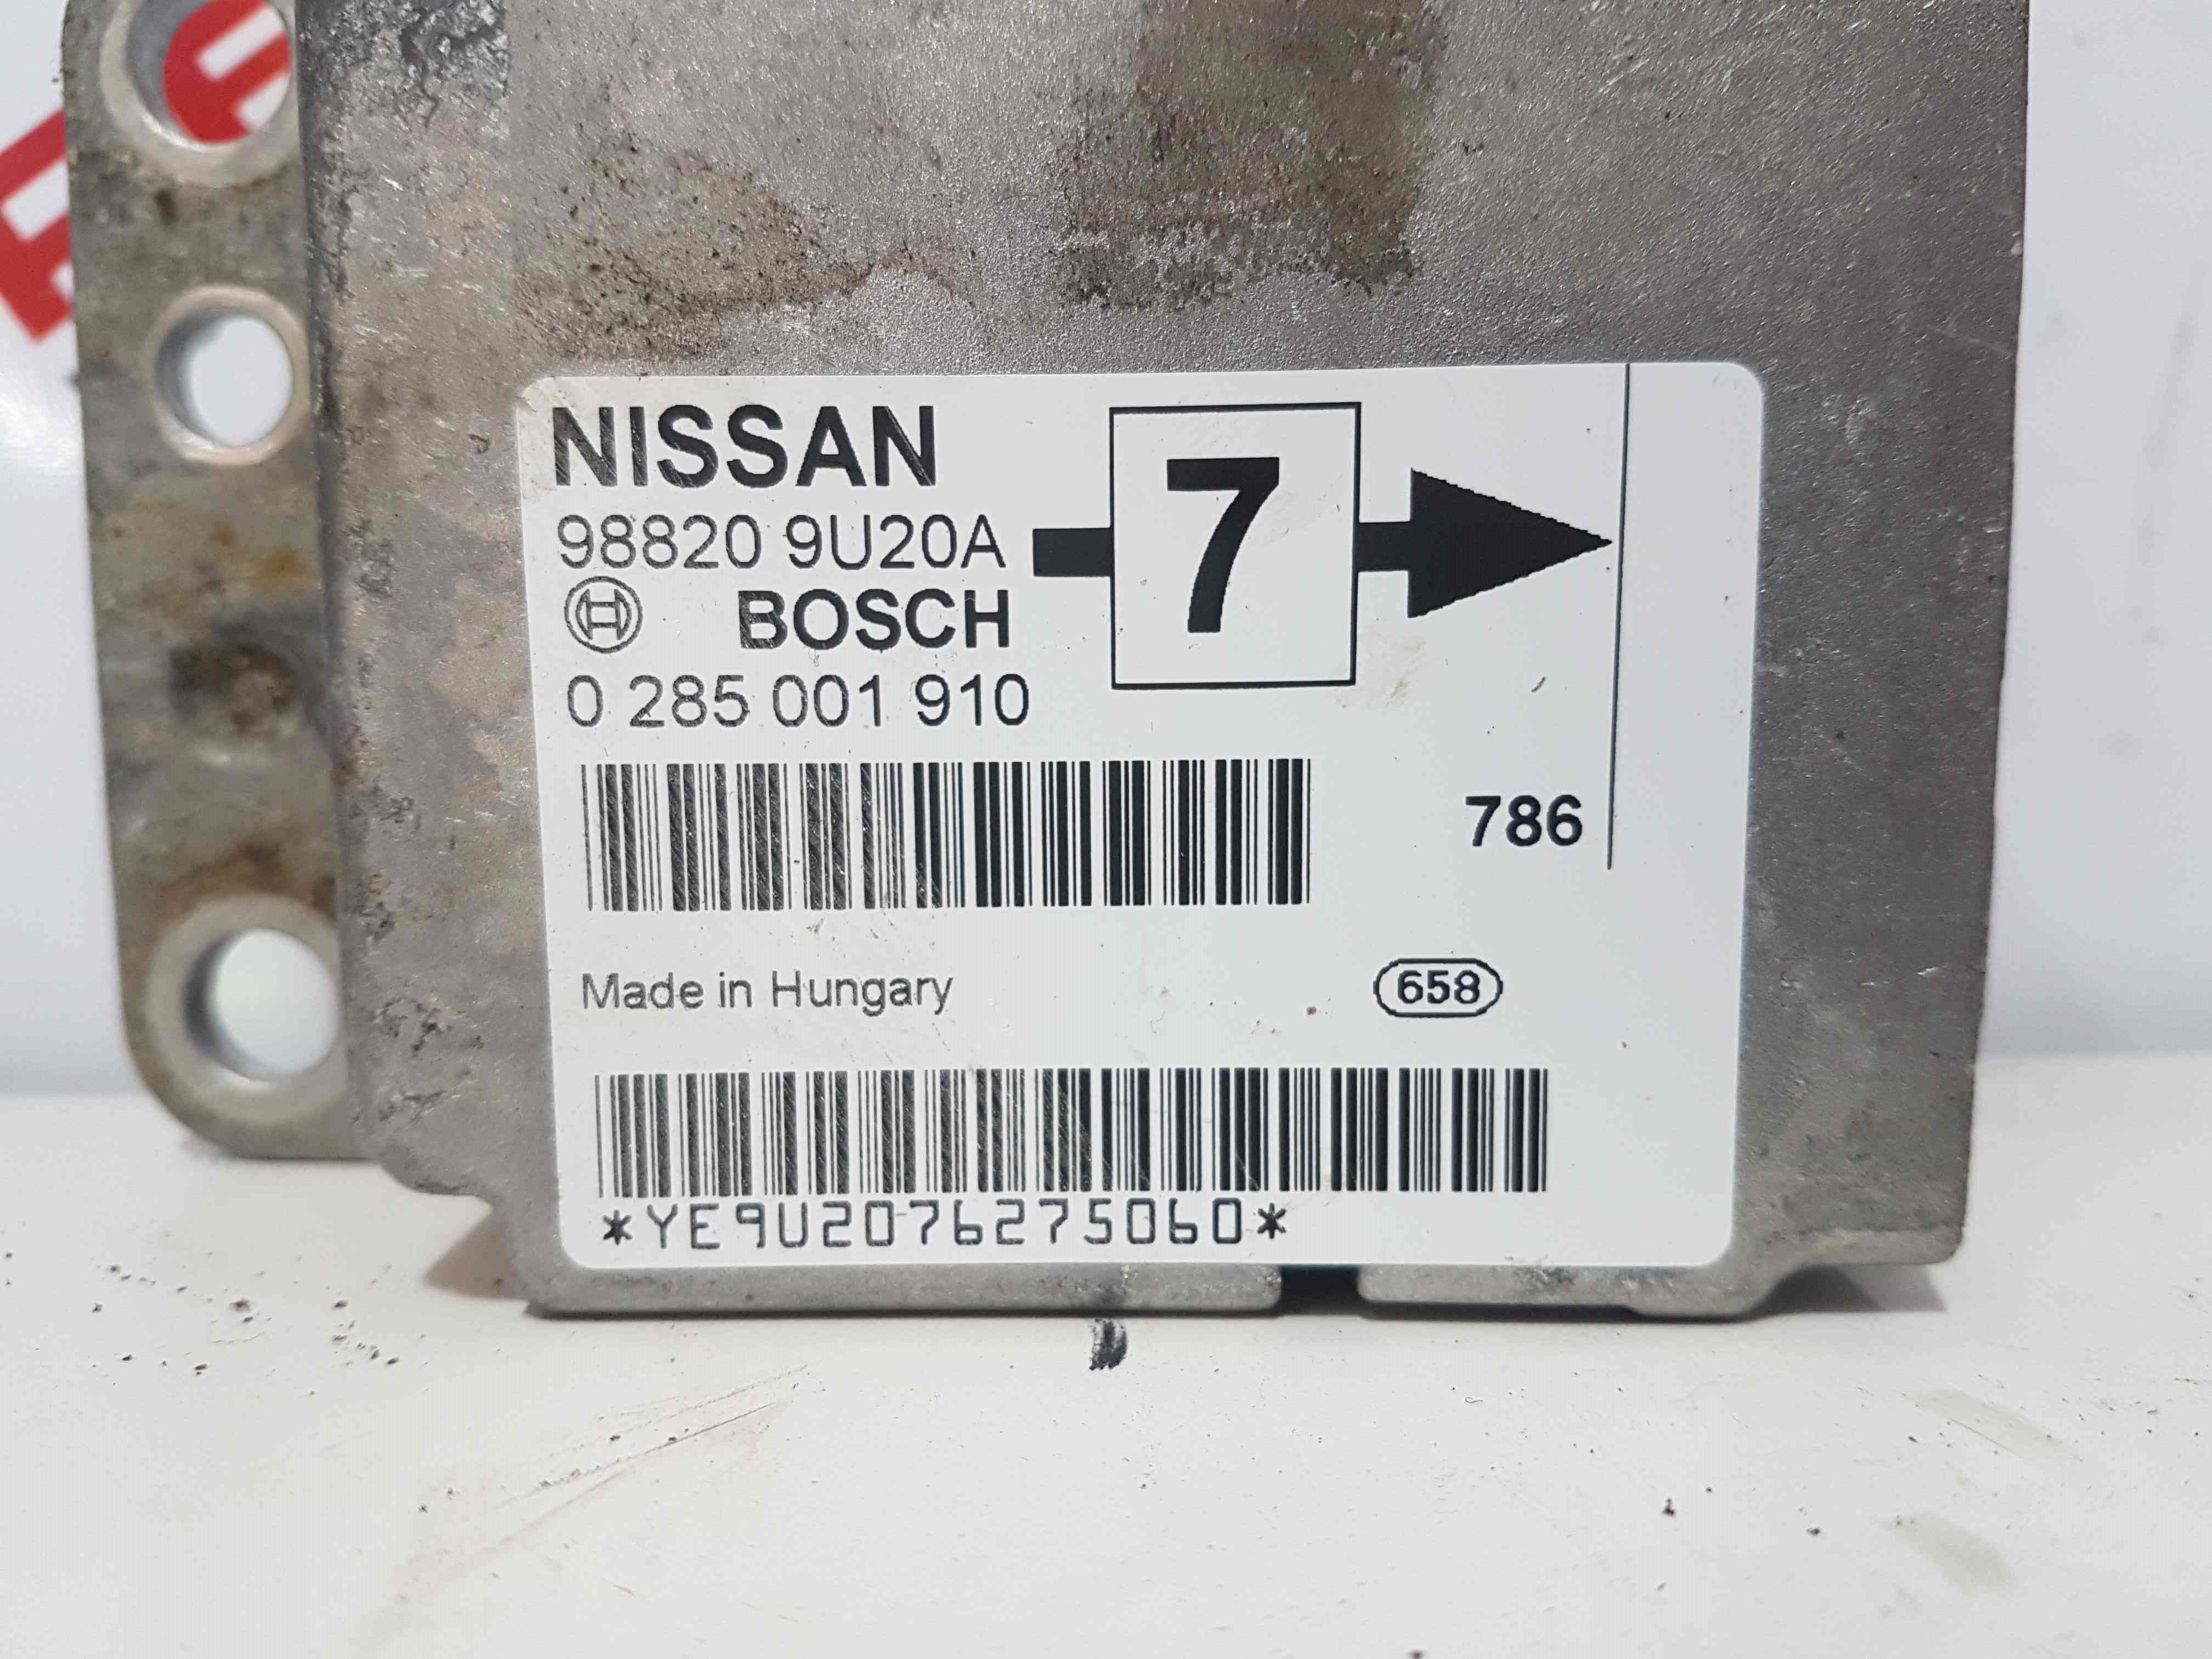 NISSAN
98820 9U20A
7
BOSCH
0 285 001 910
786
Made in Hungary
658
*YE9U2076275060*